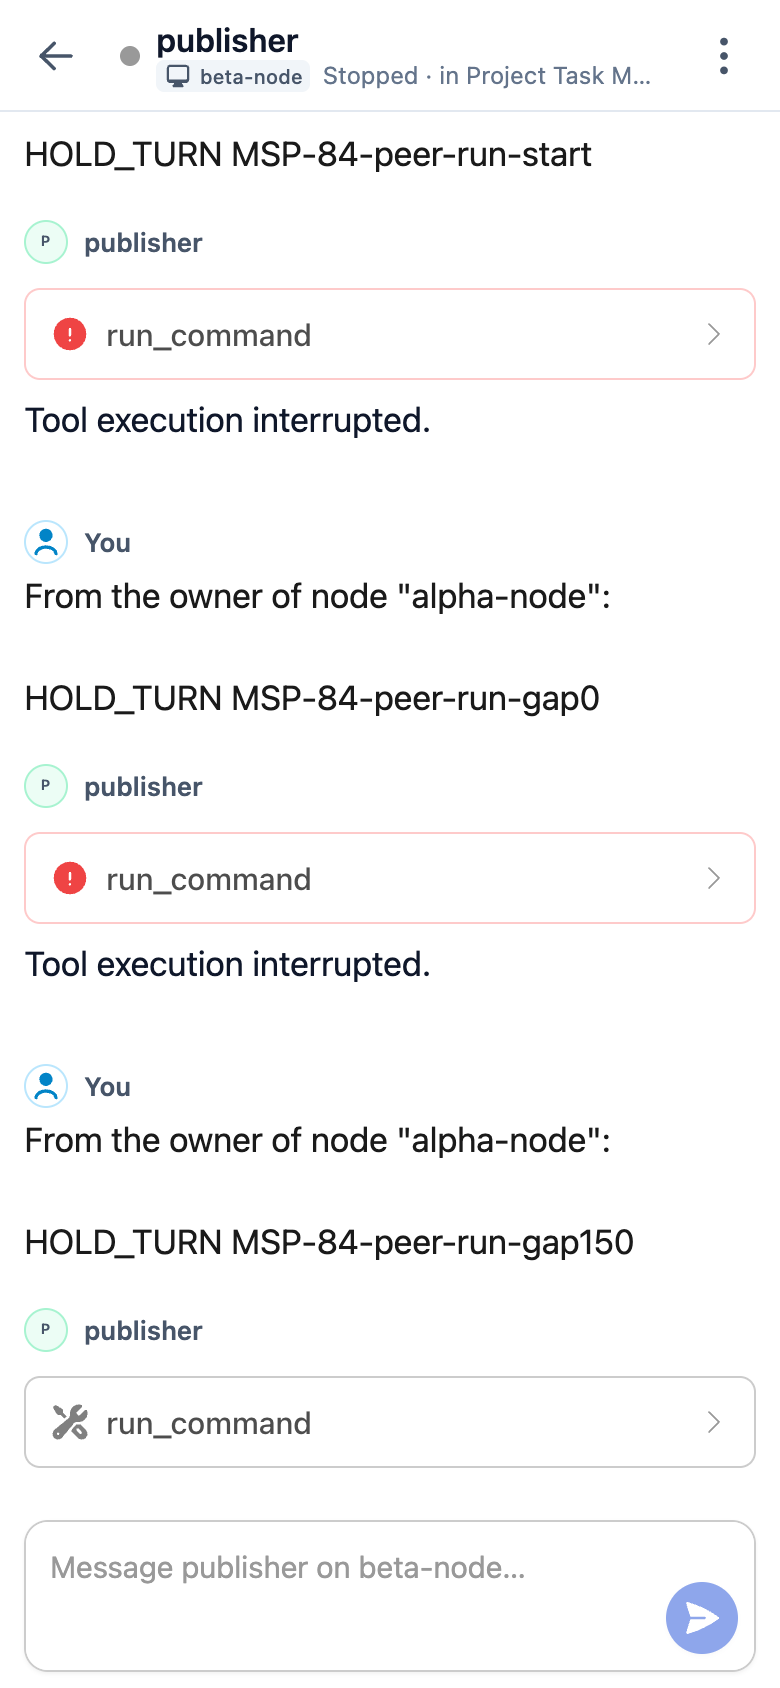 publisher
beta-node Stopped · in Project Task M...
HOLD_TURN MSP-84-peer-run-start
P publisher
run_command
Tool execution interrupted.
You
From the owner of node "alpha-node":
HOLD_TURN MSP-84-peer-run-gap0
P publisher
run_command
Tool execution interrupted.
You
From the owner of node "alpha-node":
HOLD_TURN MSP-84-peer-run-gap150
P publisher
run_command
Message publisher on beta-node...